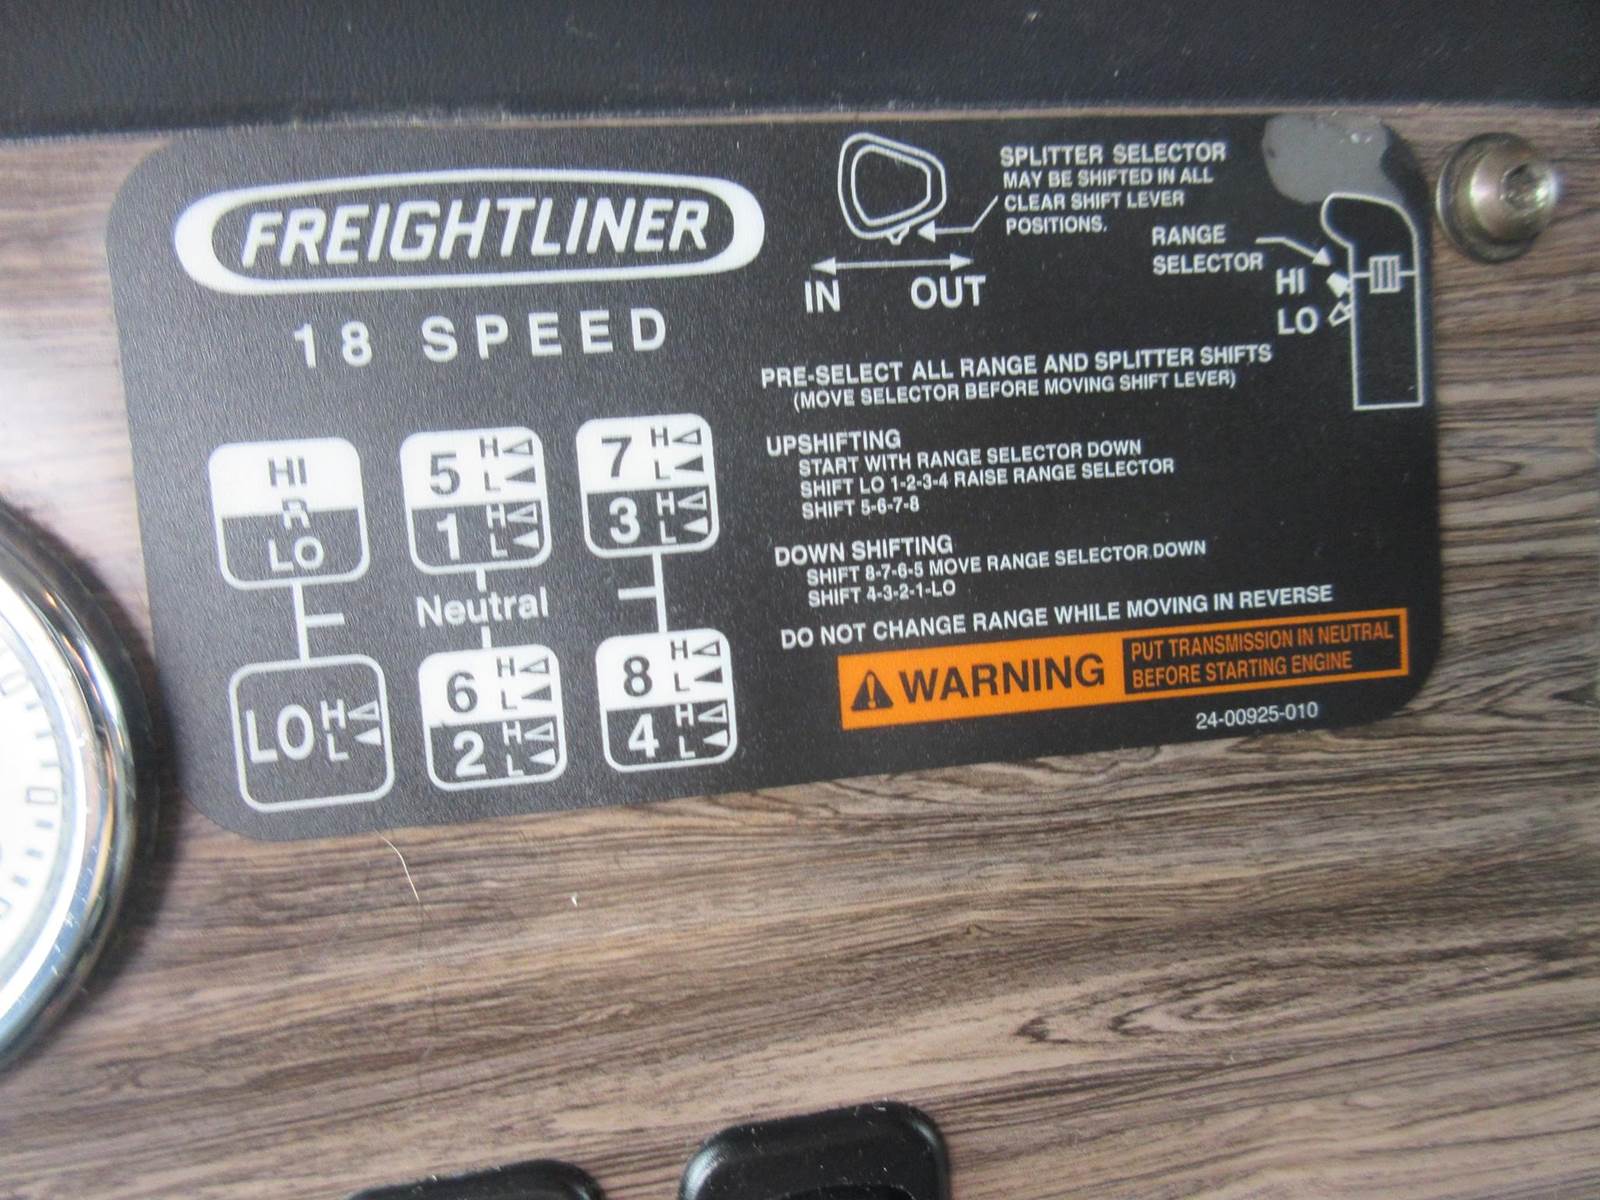 FREIGHTLINER
18 SPEED
HI
R
LO
5 H L
1 H L
7 H L
3 H L
Neutral
LO H L
6 H L
2 H L
8 H L
4 H L
SPLITTER SELECTOR
MAY BE SHIFTED IN ALL
CLEAR SHIFT LEVER
POSITIONS.
IN OUT
RANGE
SELECTOR
HI
LO
PRE-SELECT ALL RANGE AND SPLITTER SHIFTS
(MOVE SELECTOR BEFORE MOVING SHIFT LEVER)
UPSHIFTING
START WITH RANGE SELECTOR DOWN
SHIFT LO 1-2-3-4 RAISE RANGE SELECTOR
SHIFT 5-6-7-8
DOWN SHIFTING
SHIFT 8-7-6-5 MOVE RANGE SELECTOR DOWN
SHIFT 4-3-2-1-LO
DO NOT CHANGE RANGE WHILE MOVING IN REVERSE
WARNING
PUT TRANSMISSION IN NEUTRAL
BEFORE STARTING ENGINE
24-00925-010